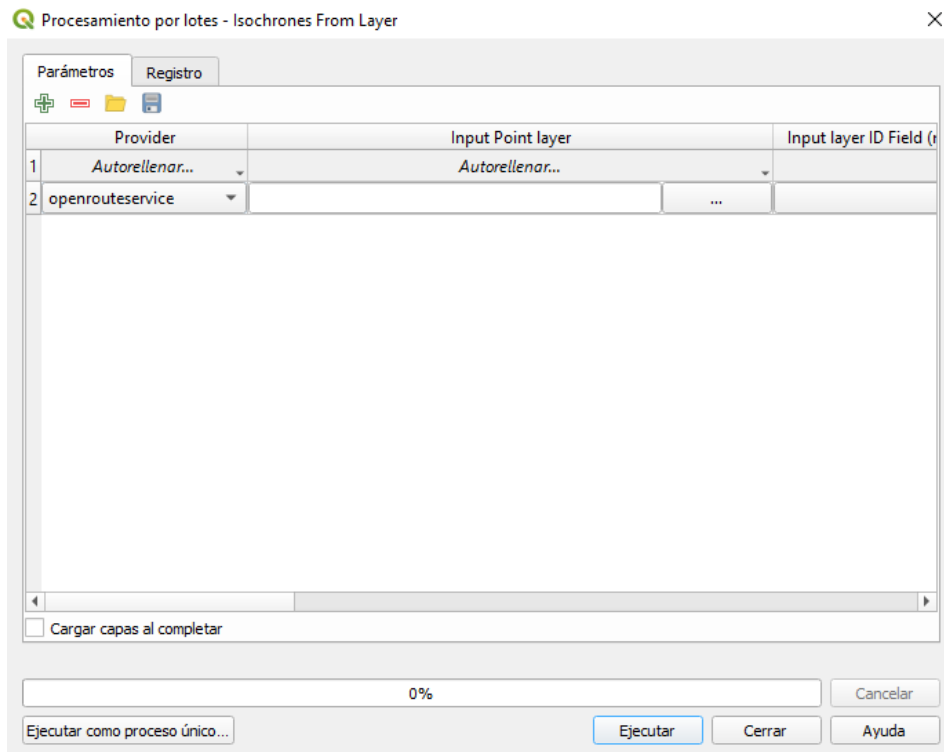 Procesamiento por lotes - Isochrones From Layer
Parámetros Registro
Provider Input Point layer Input layer ID Field (r
1 Autorellenar... Autorellenar...
2 openrouteservice ...
Cargar capas al completar
0% Cancelar
Ejecutar como proceso único... Ejecutar Cerrar Ayuda